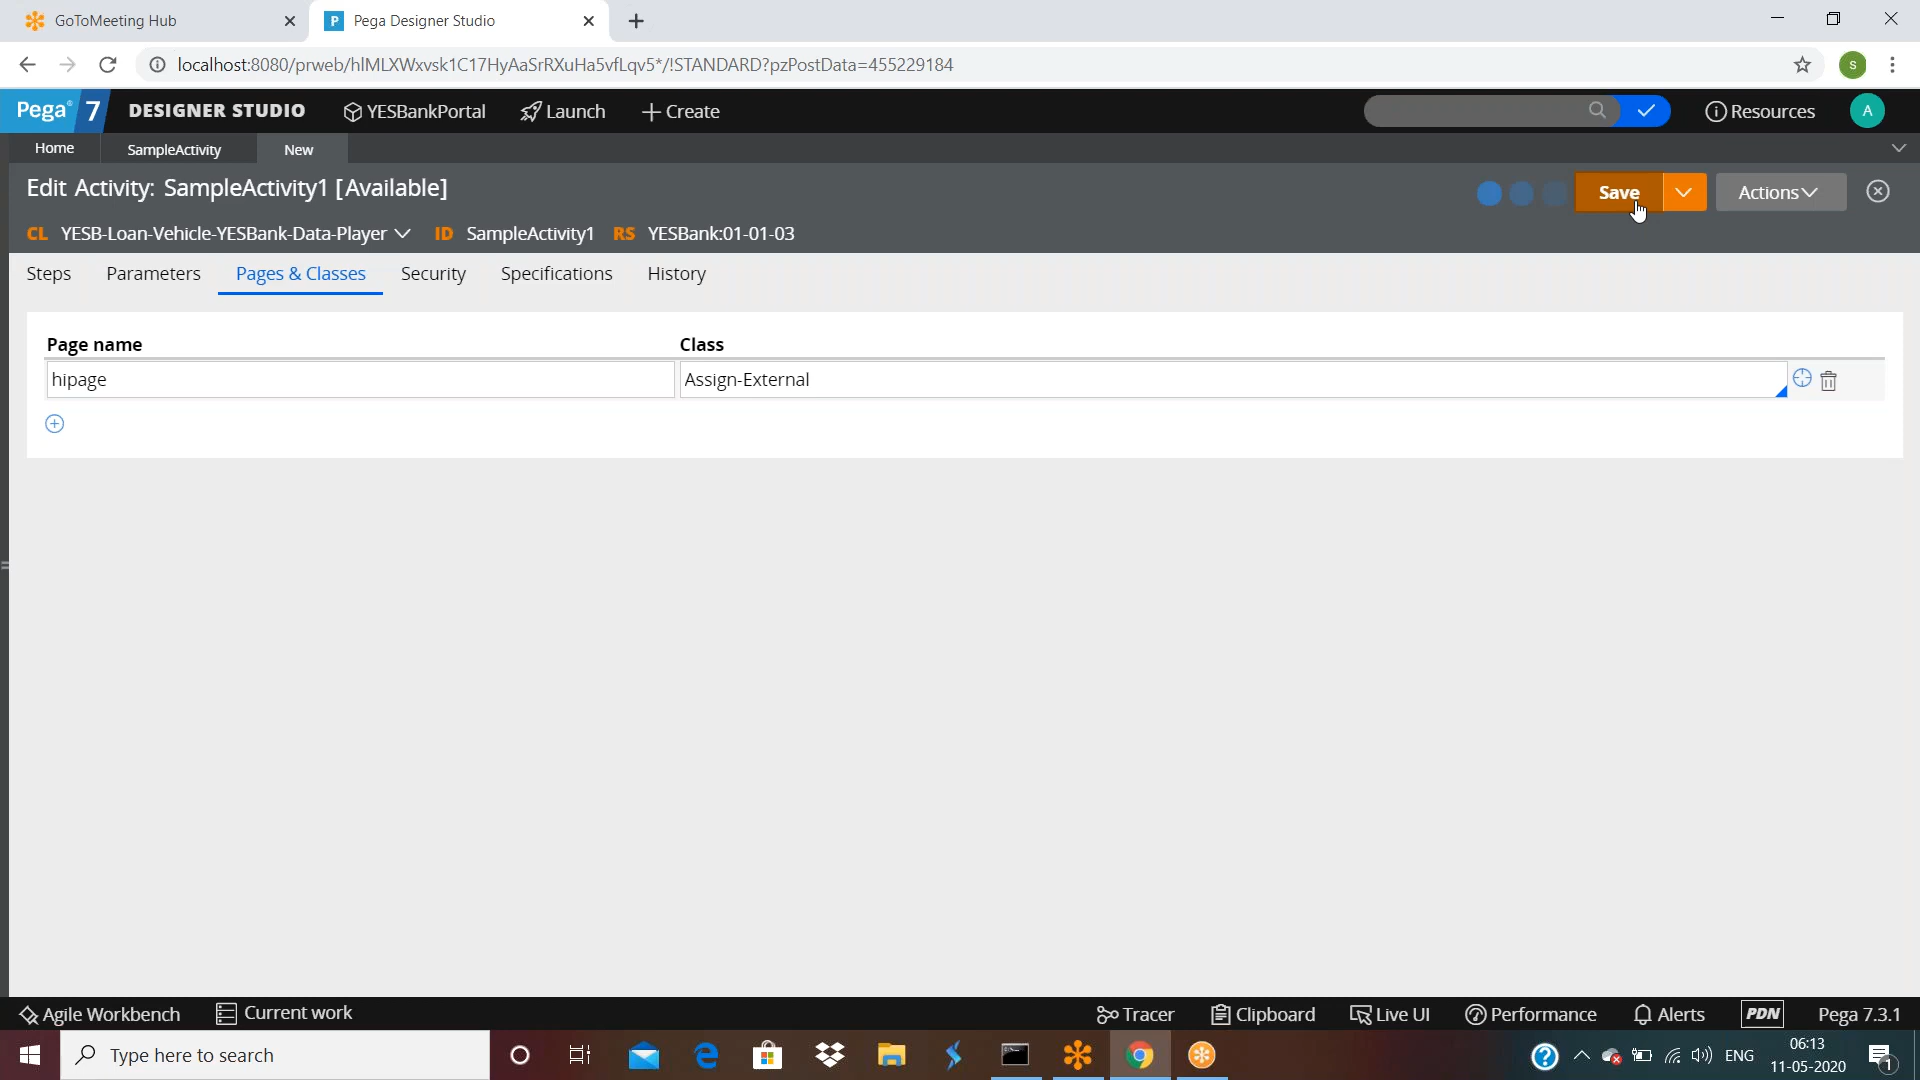 GoToMeeting Hub
Pega Designer Studio
localhost:8080/prweb/hIMLXWxvsk1C17HyAaSrRXuHa5vfLqv5*/!STANDARD?pzPostData=455229184
s
Pega 7 DESIGNER STUDIO YESBankPortal Launch Create Resources A
Home SampleActivity New
Edit Activity: SampleActivity1 [Available] Save Actions
CL YESB-Loan-Vehicle-YESBank-Data-Player ID SampleActivity1 RS YESBank:01-01-03
Steps Parameters Pages & Classes Security Specifications History
Page name Class
hipage Assign-External
Agile Workbench Current work Tracer Clipboard Live UI Performance Alerts PDN Pega 7.3.1
Type here to search ENG
06:13
11-05-2020
1